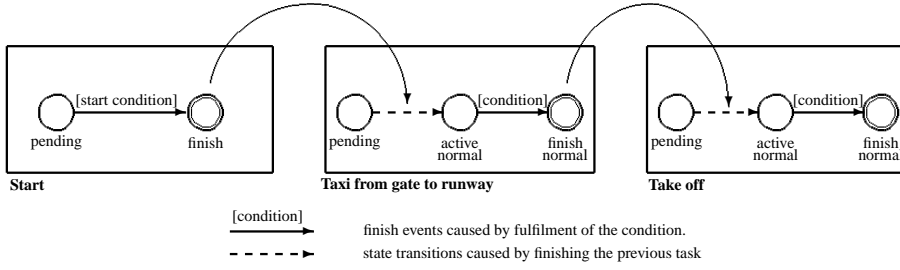 [start condition]
pending
finish
Start
[condition]
pending
active
normal
finish
normal
Taxi from gate to runway
[condition]
pending
active
normal
finish
normal
Take off
[condition]
finish events caused by fulfilment of the condition.
state transitions caused by finishing the previous task